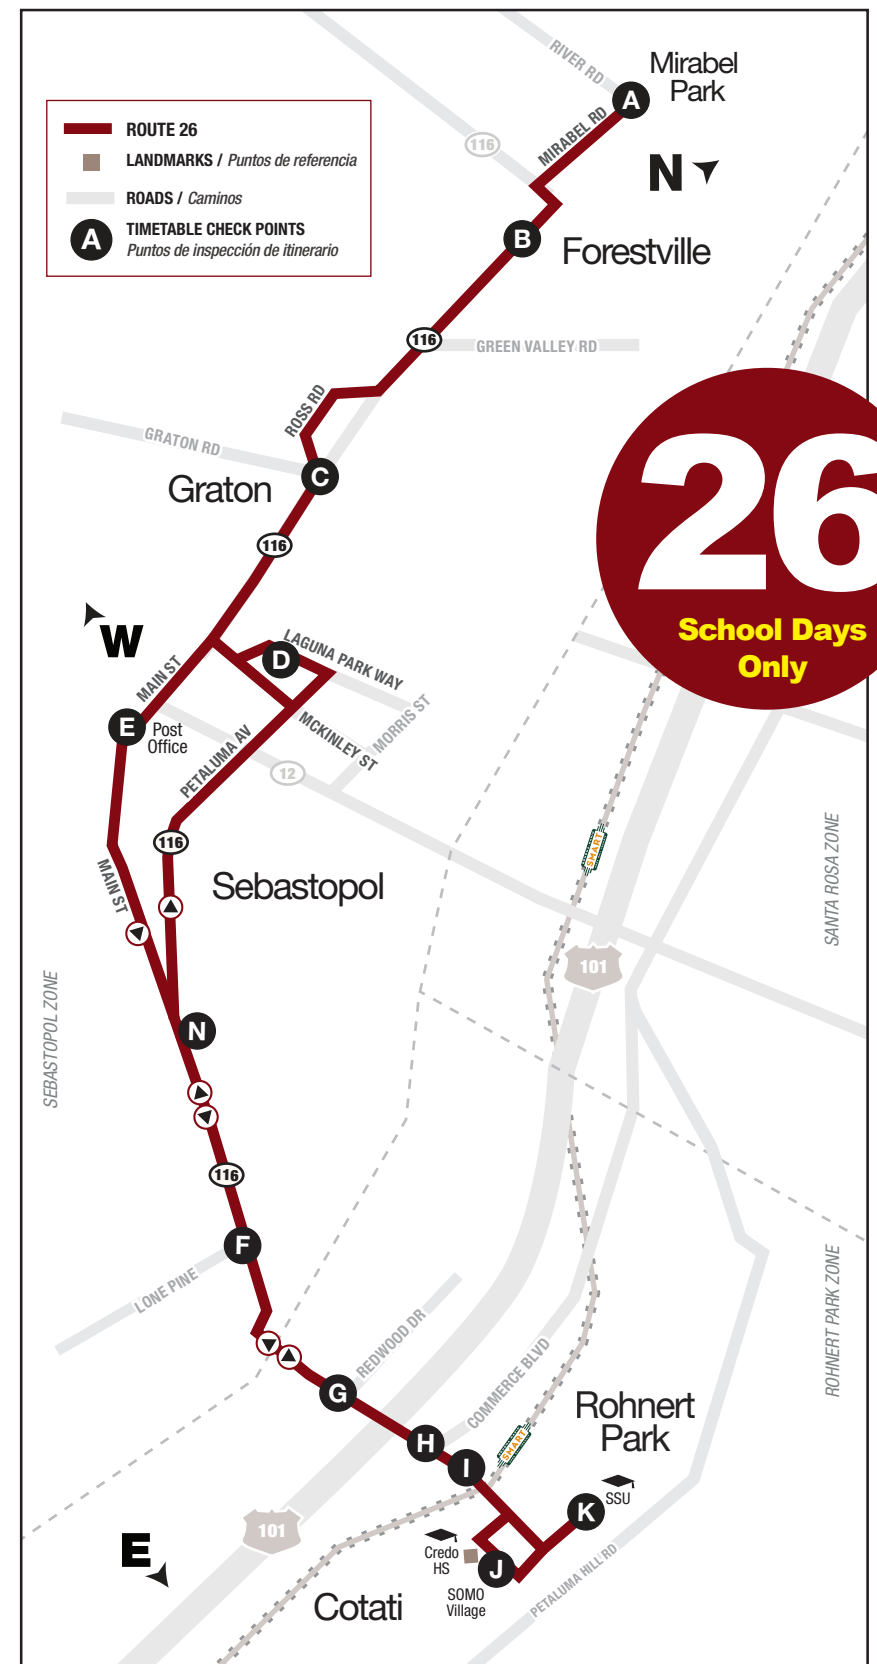 RIVER RD
Mirabel
Park
A
ROUTE 26
LANDMARKS / Puntos de referencia
ROADS / Caminos
A
TIMETABLE CHECK POINTS
Puntos de inspección de itinerario
116
MIRABEL RD
N
B
Forestville
116
GREEN VALLEY RD
ROSS RD
GRATON RD
C
Graton
116
26
School Days
Only
W
MAIN ST
D
LAGUNA PARK WAY
MORRIS ST
MCKINLEY ST
PETALUMA AV
E
Post
Office
12
116
MAIN ST
Sebastopol
SMART
SANTA ROSA ZONE
101
SEBASTOPOL ZONE
N
116
F
LONE PINE
REDWOOD DR
ROHNERT PARK ZONE
COMMERCE BLVD
G
H
I
SMART
Rohnert
Park
K
SSU
101
E
Credo
HS
J
SOMO
Village
PETALUMA HILL RD
Cotati